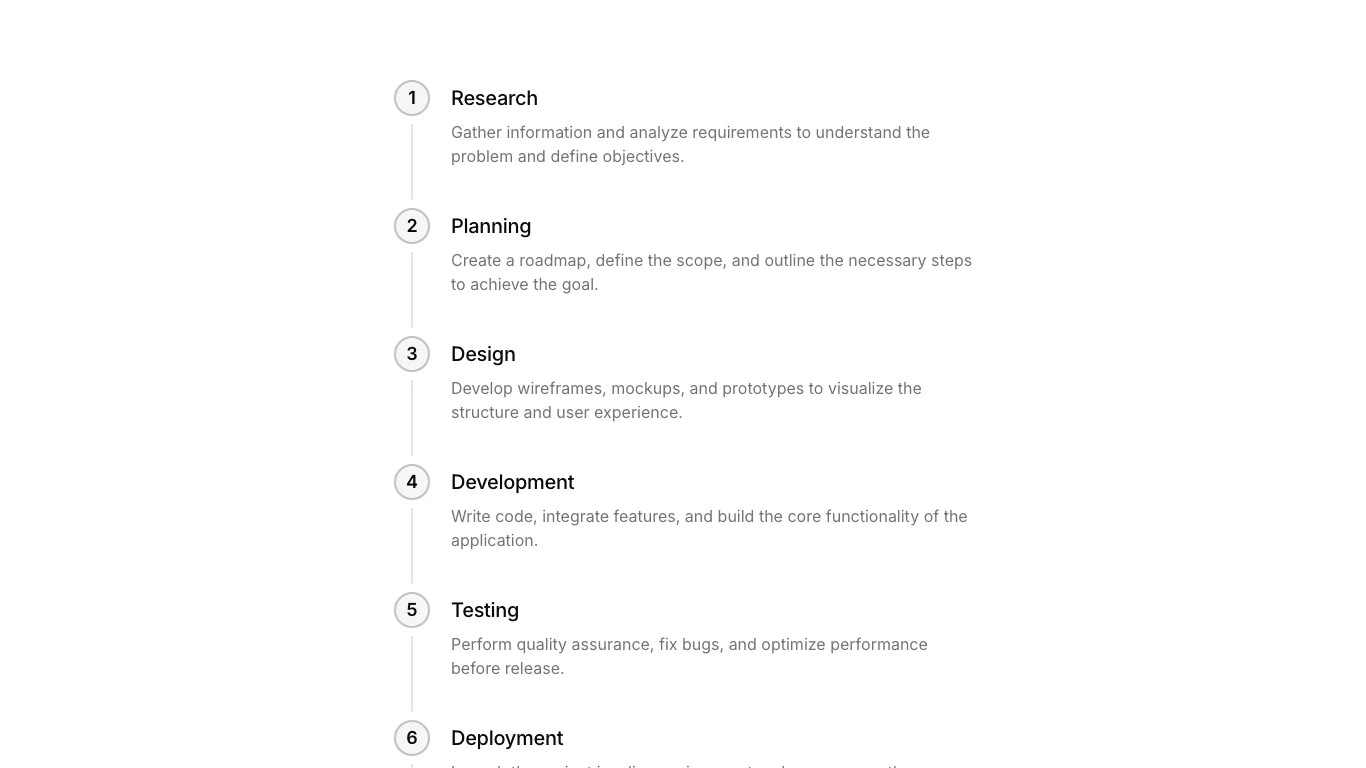 1 Research
Gather information and analyze requirements to understand the
problem and define objectives.
2 Planning
Create a roadmap, define the scope, and outline the necessary steps
to achieve the goal.
3 Design
Develop wireframes, mockups, and prototypes to visualize the
structure and user experience.
4 Development
Write code, integrate features, and build the core functionality of the
application.
5 Testing
Perform quality assurance, fix bugs, and optimize performance
before release.
6 Deployment